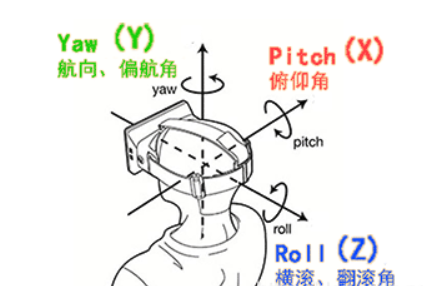 Yaw (Y)
航向、偏航角
yaw
Pitch (X)
俯仰角
pitch
roll
Roll (Z)
横滚、翻滚角